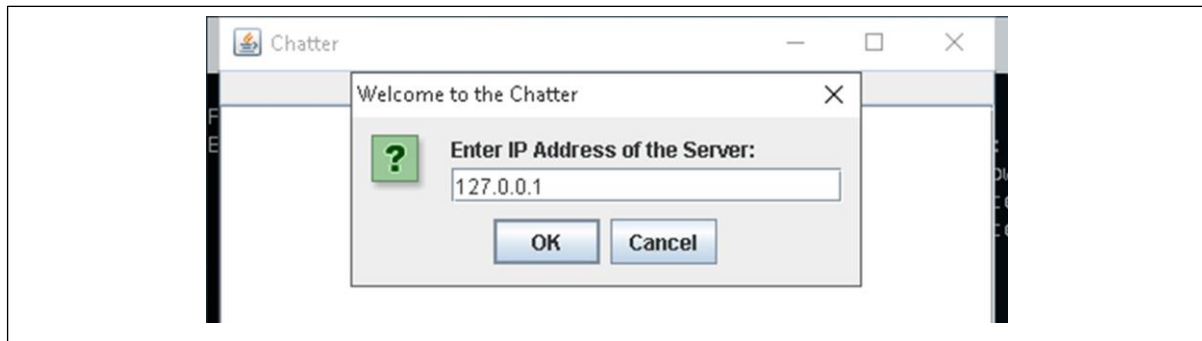 Chatter
Welcome to the Chatter
?
Enter IP Address of the Server:
127.0.0.1
OK
Cancel